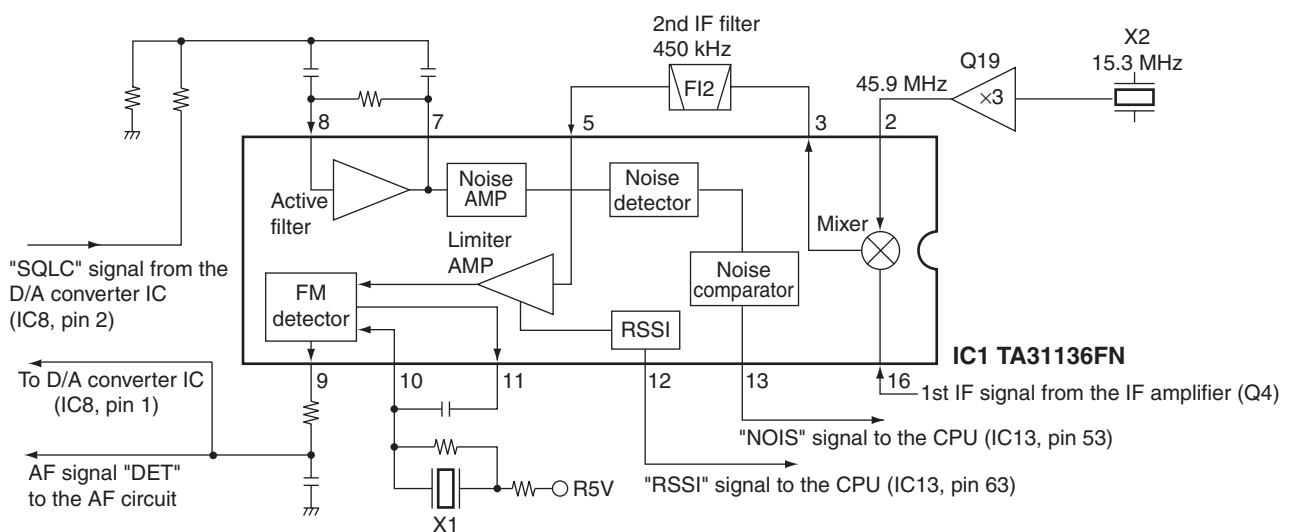 2nd IF filter
450 kHz
FI2
X2
15.3 MHz
Q19
×3
45.9 MHz
8
7
5
3
2
Active
filter
Noise
AMP
Noise
detector
Mixer
Limiter
AMP
Noise
comparator
FM
detector
RSSI
"SQLC" signal from the
D/A converter IC
(IC8, pin 2)
IC1 TA31136FN
9
10
11
12
13
16
To D/A converter IC
(IC8, pin 1)
1st IF signal from the IF amplifier (Q4)
"NOIS" signal to the CPU (IC13, pin 53)
AF signal "DET"
to the AF circuit
R5V
"RSSI" signal to the CPU (IC13, pin 63)
X1